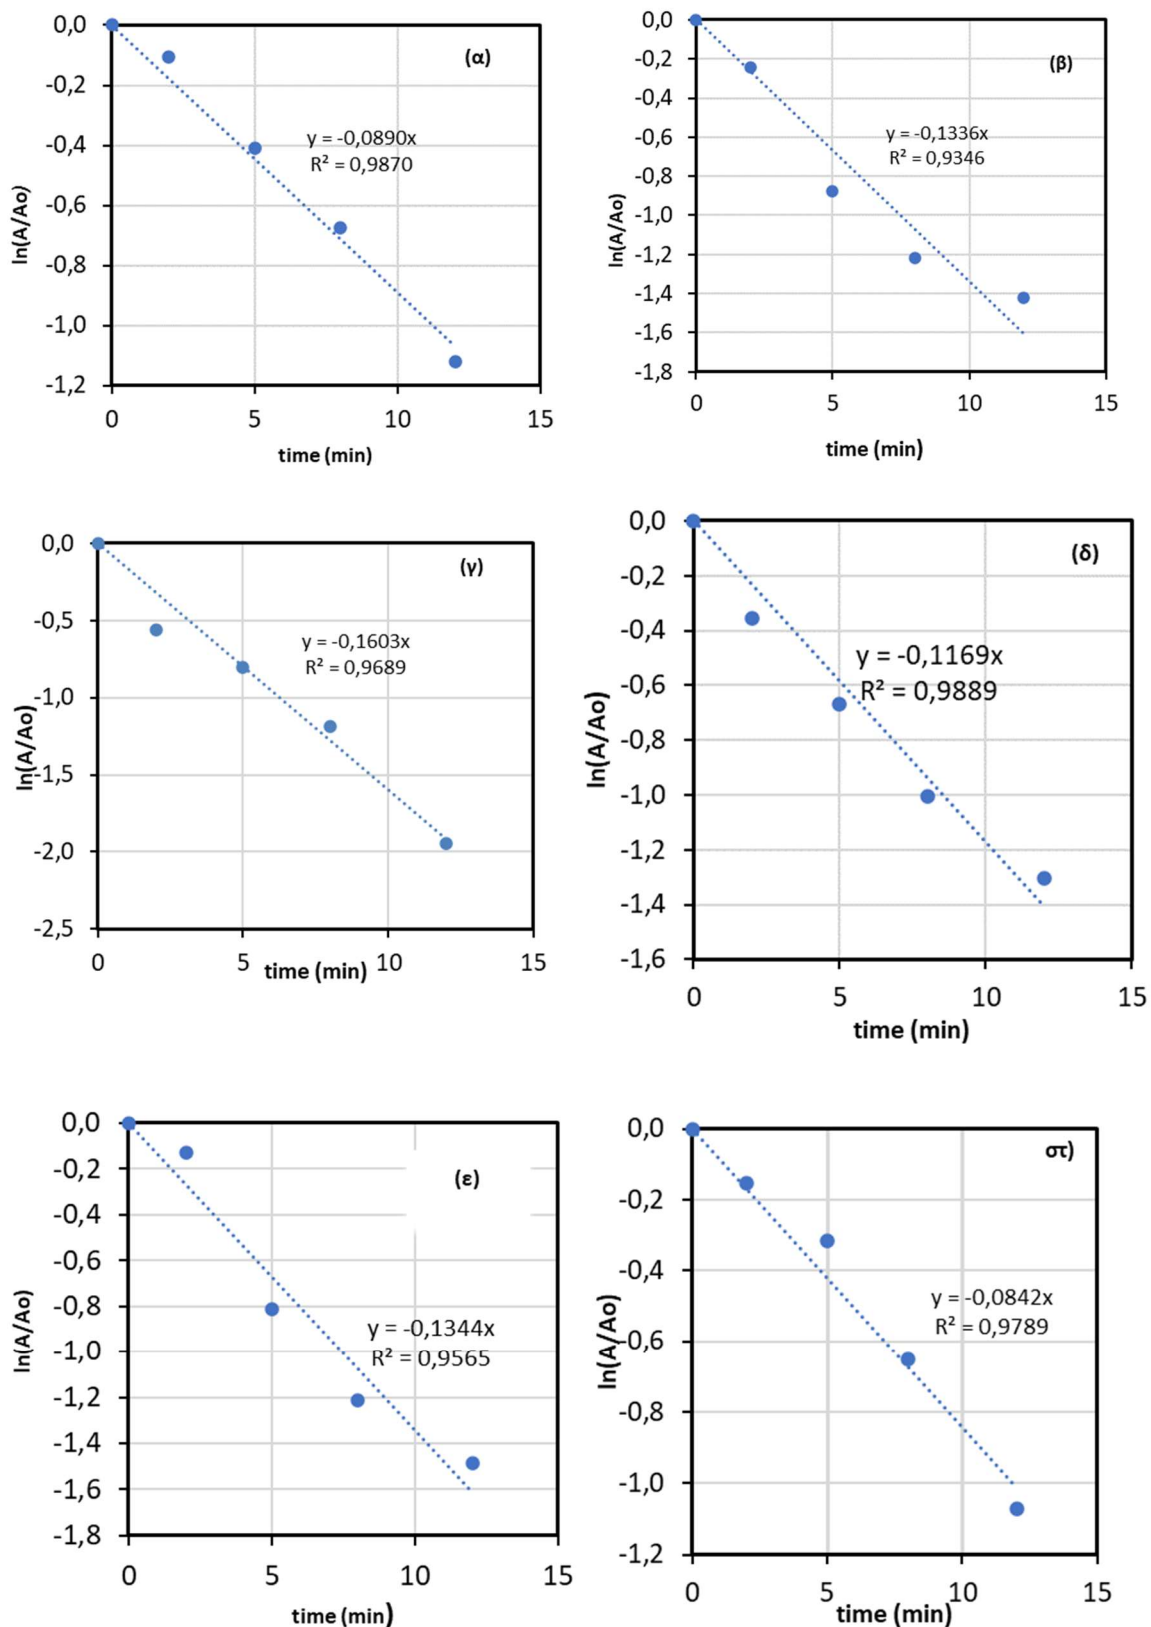 0,0
-0,2
-0,4
-0,6
-0,8
-1,0
-1,2
ln(A/Ao)
(α)
y = -0,0890x
R² = 0,9870
0 5 10 15
time (min)
0,0
-0,2
-0,4
-0,6
-0,8
-1,0
-1,2
-1,4
-1,6
-1,8
ln(A/Ao)
(β)
y = -0,1336x
R² = 0,9346
0 5 10 15
time (min)
0,0
-0,5
-1,0
-1,5
-2,0
-2,5
ln(A/Ao)
(γ)
y = -0,1603x
R² = 0,9689
0 5 10 15
time (min)
0,0
-0,2
-0,4
-0,6
-0,8
-1,0
-1,2
-1,4
-1,6
ln(A/Ao)
(δ)
y = -0,1169x
R² = 0,9889
0 5 10 15
time (min)
0,0
-0,2
-0,4
-0,6
-0,8
-1,0
-1,2
-1,4
-1,6
-1,8
ln(A/Ao)
(ε)
y = -0,1344x
R² = 0,9565
0 5 10 15
time (min)
0,0
-0,2
-0,4
-0,6
-0,8
-1,0
-1,2
ln(A/Ao)
στ)
y = -0,0842x
R² = 0,9789
0 5 10 15
time (min)